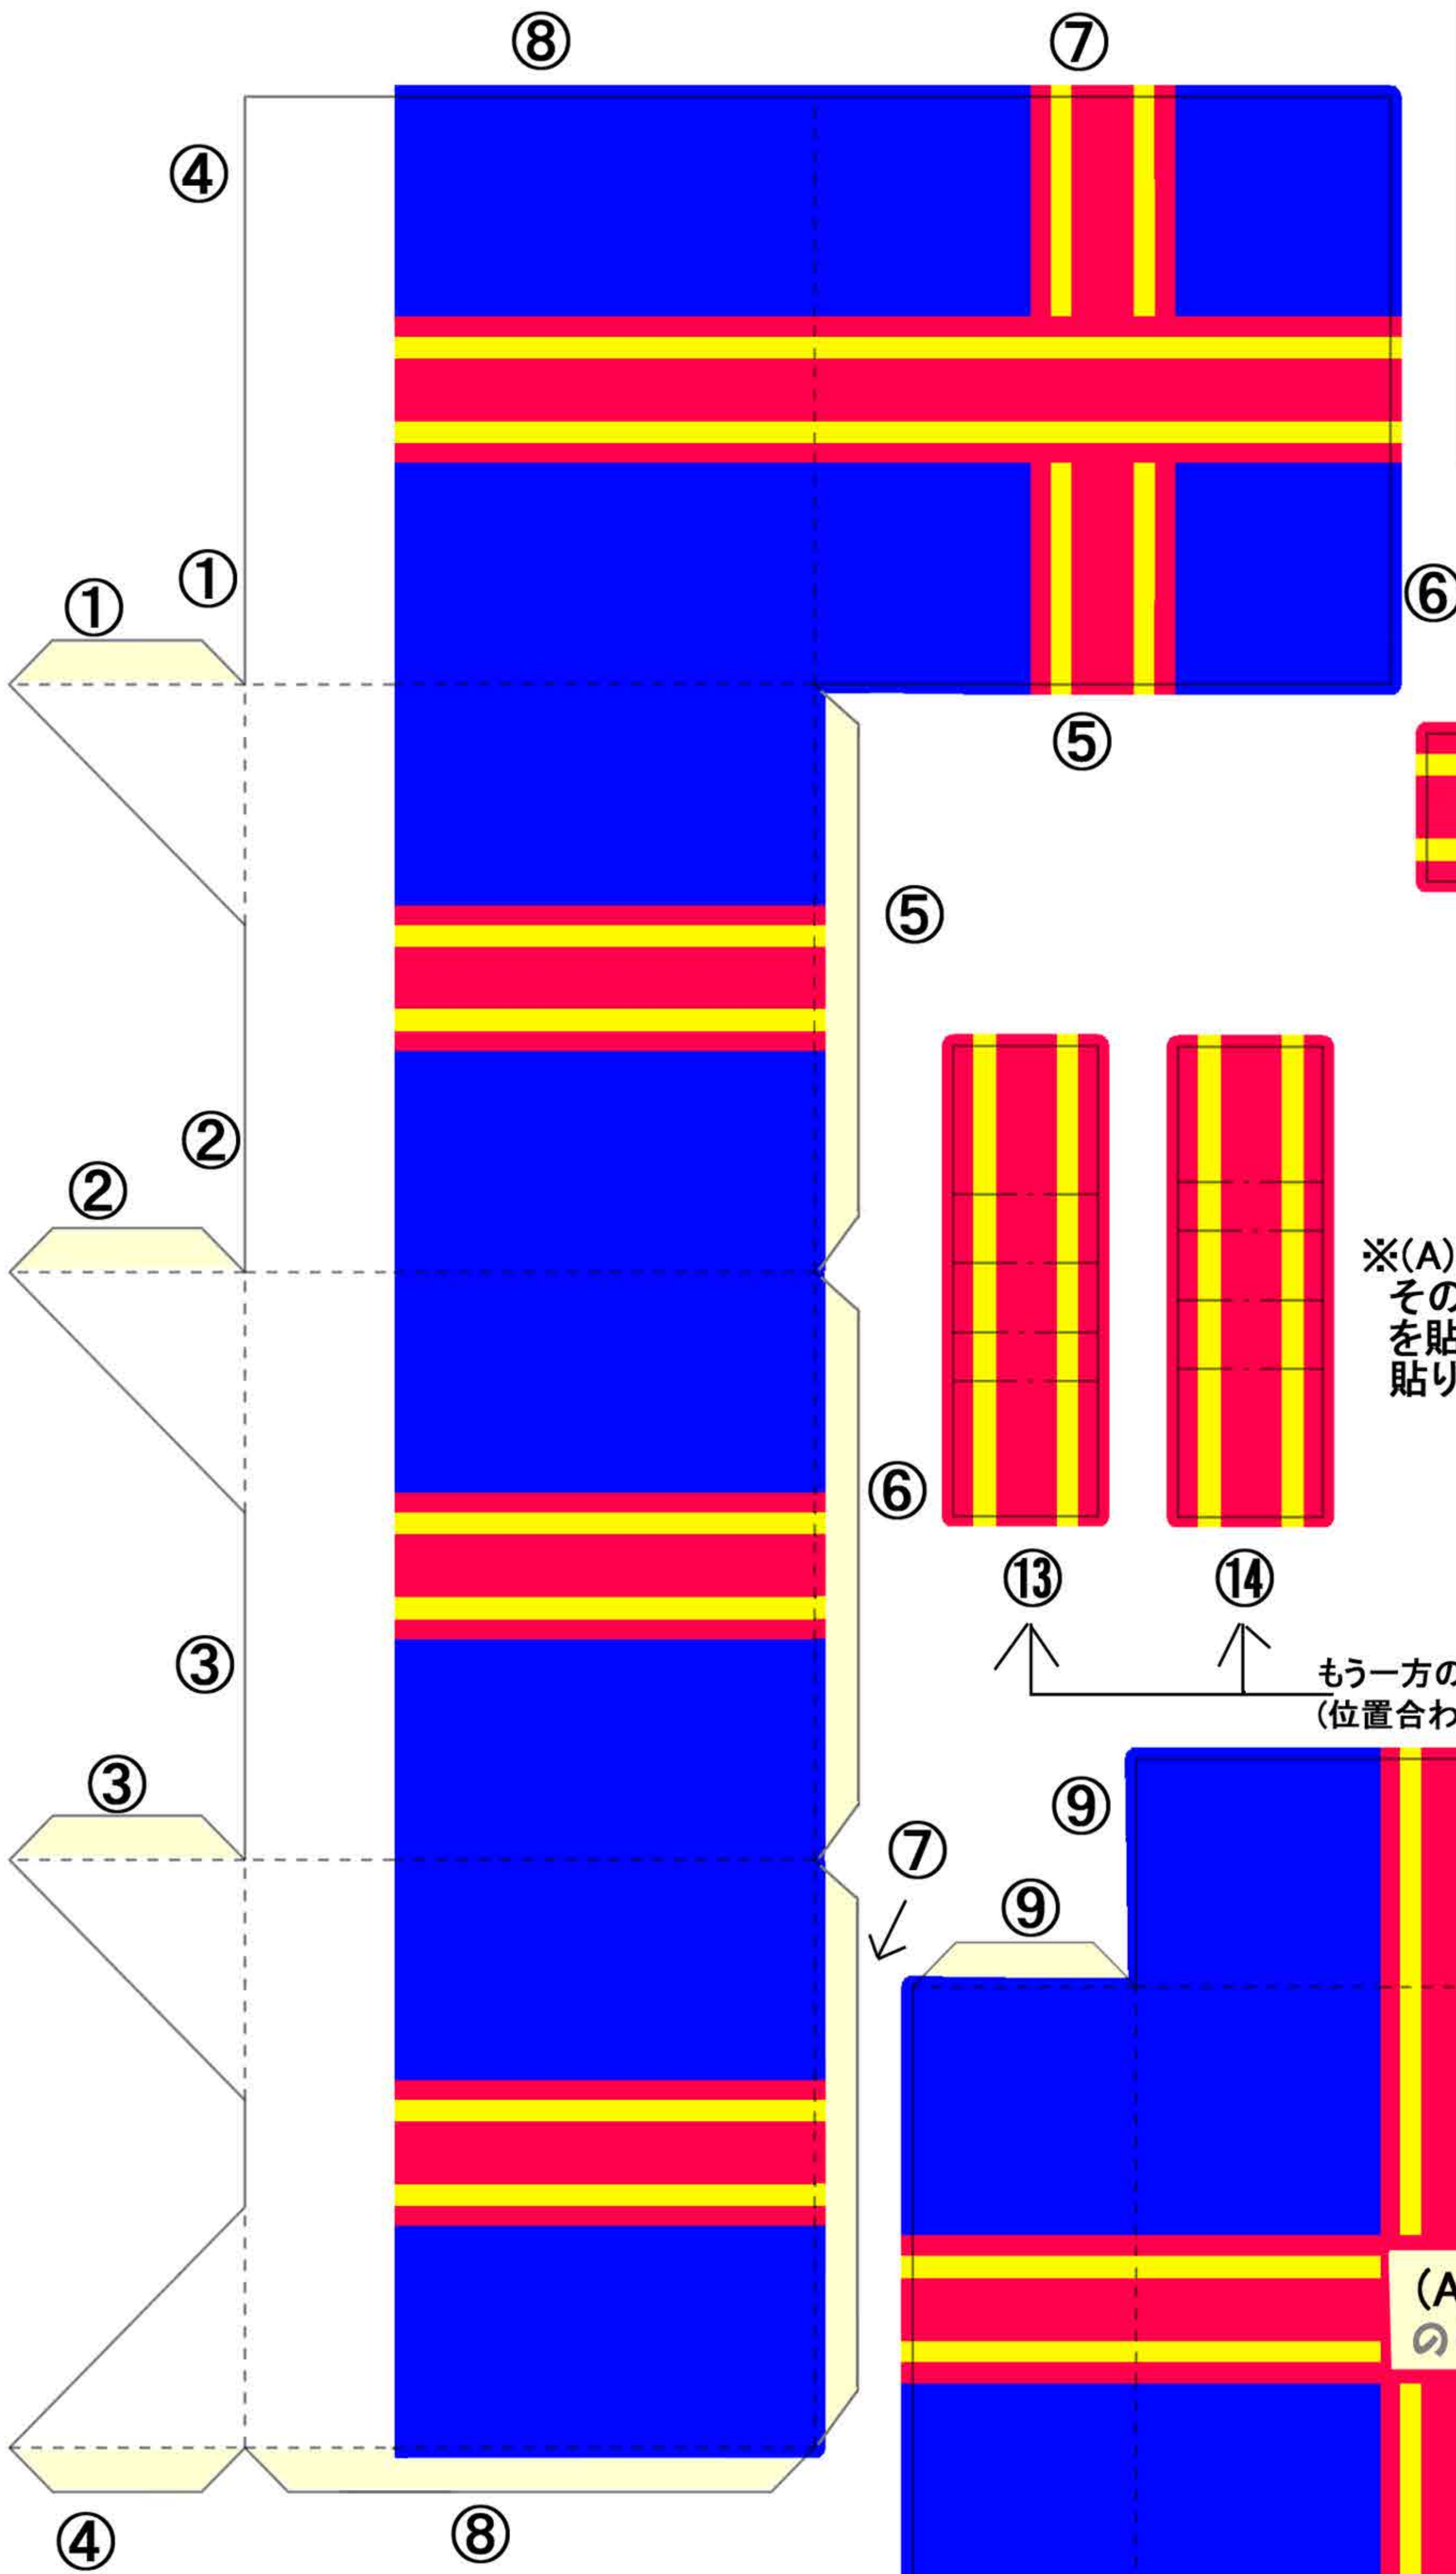 ⑧
⑦
④
①
①
⑥
⑤
⑤
②
②
※(A)
その
を貼
貼り
⑥
⑬
⑭
③
もう一方の
(位置合わ
③
⑨
⑦
⑨
(A
の
④
⑧